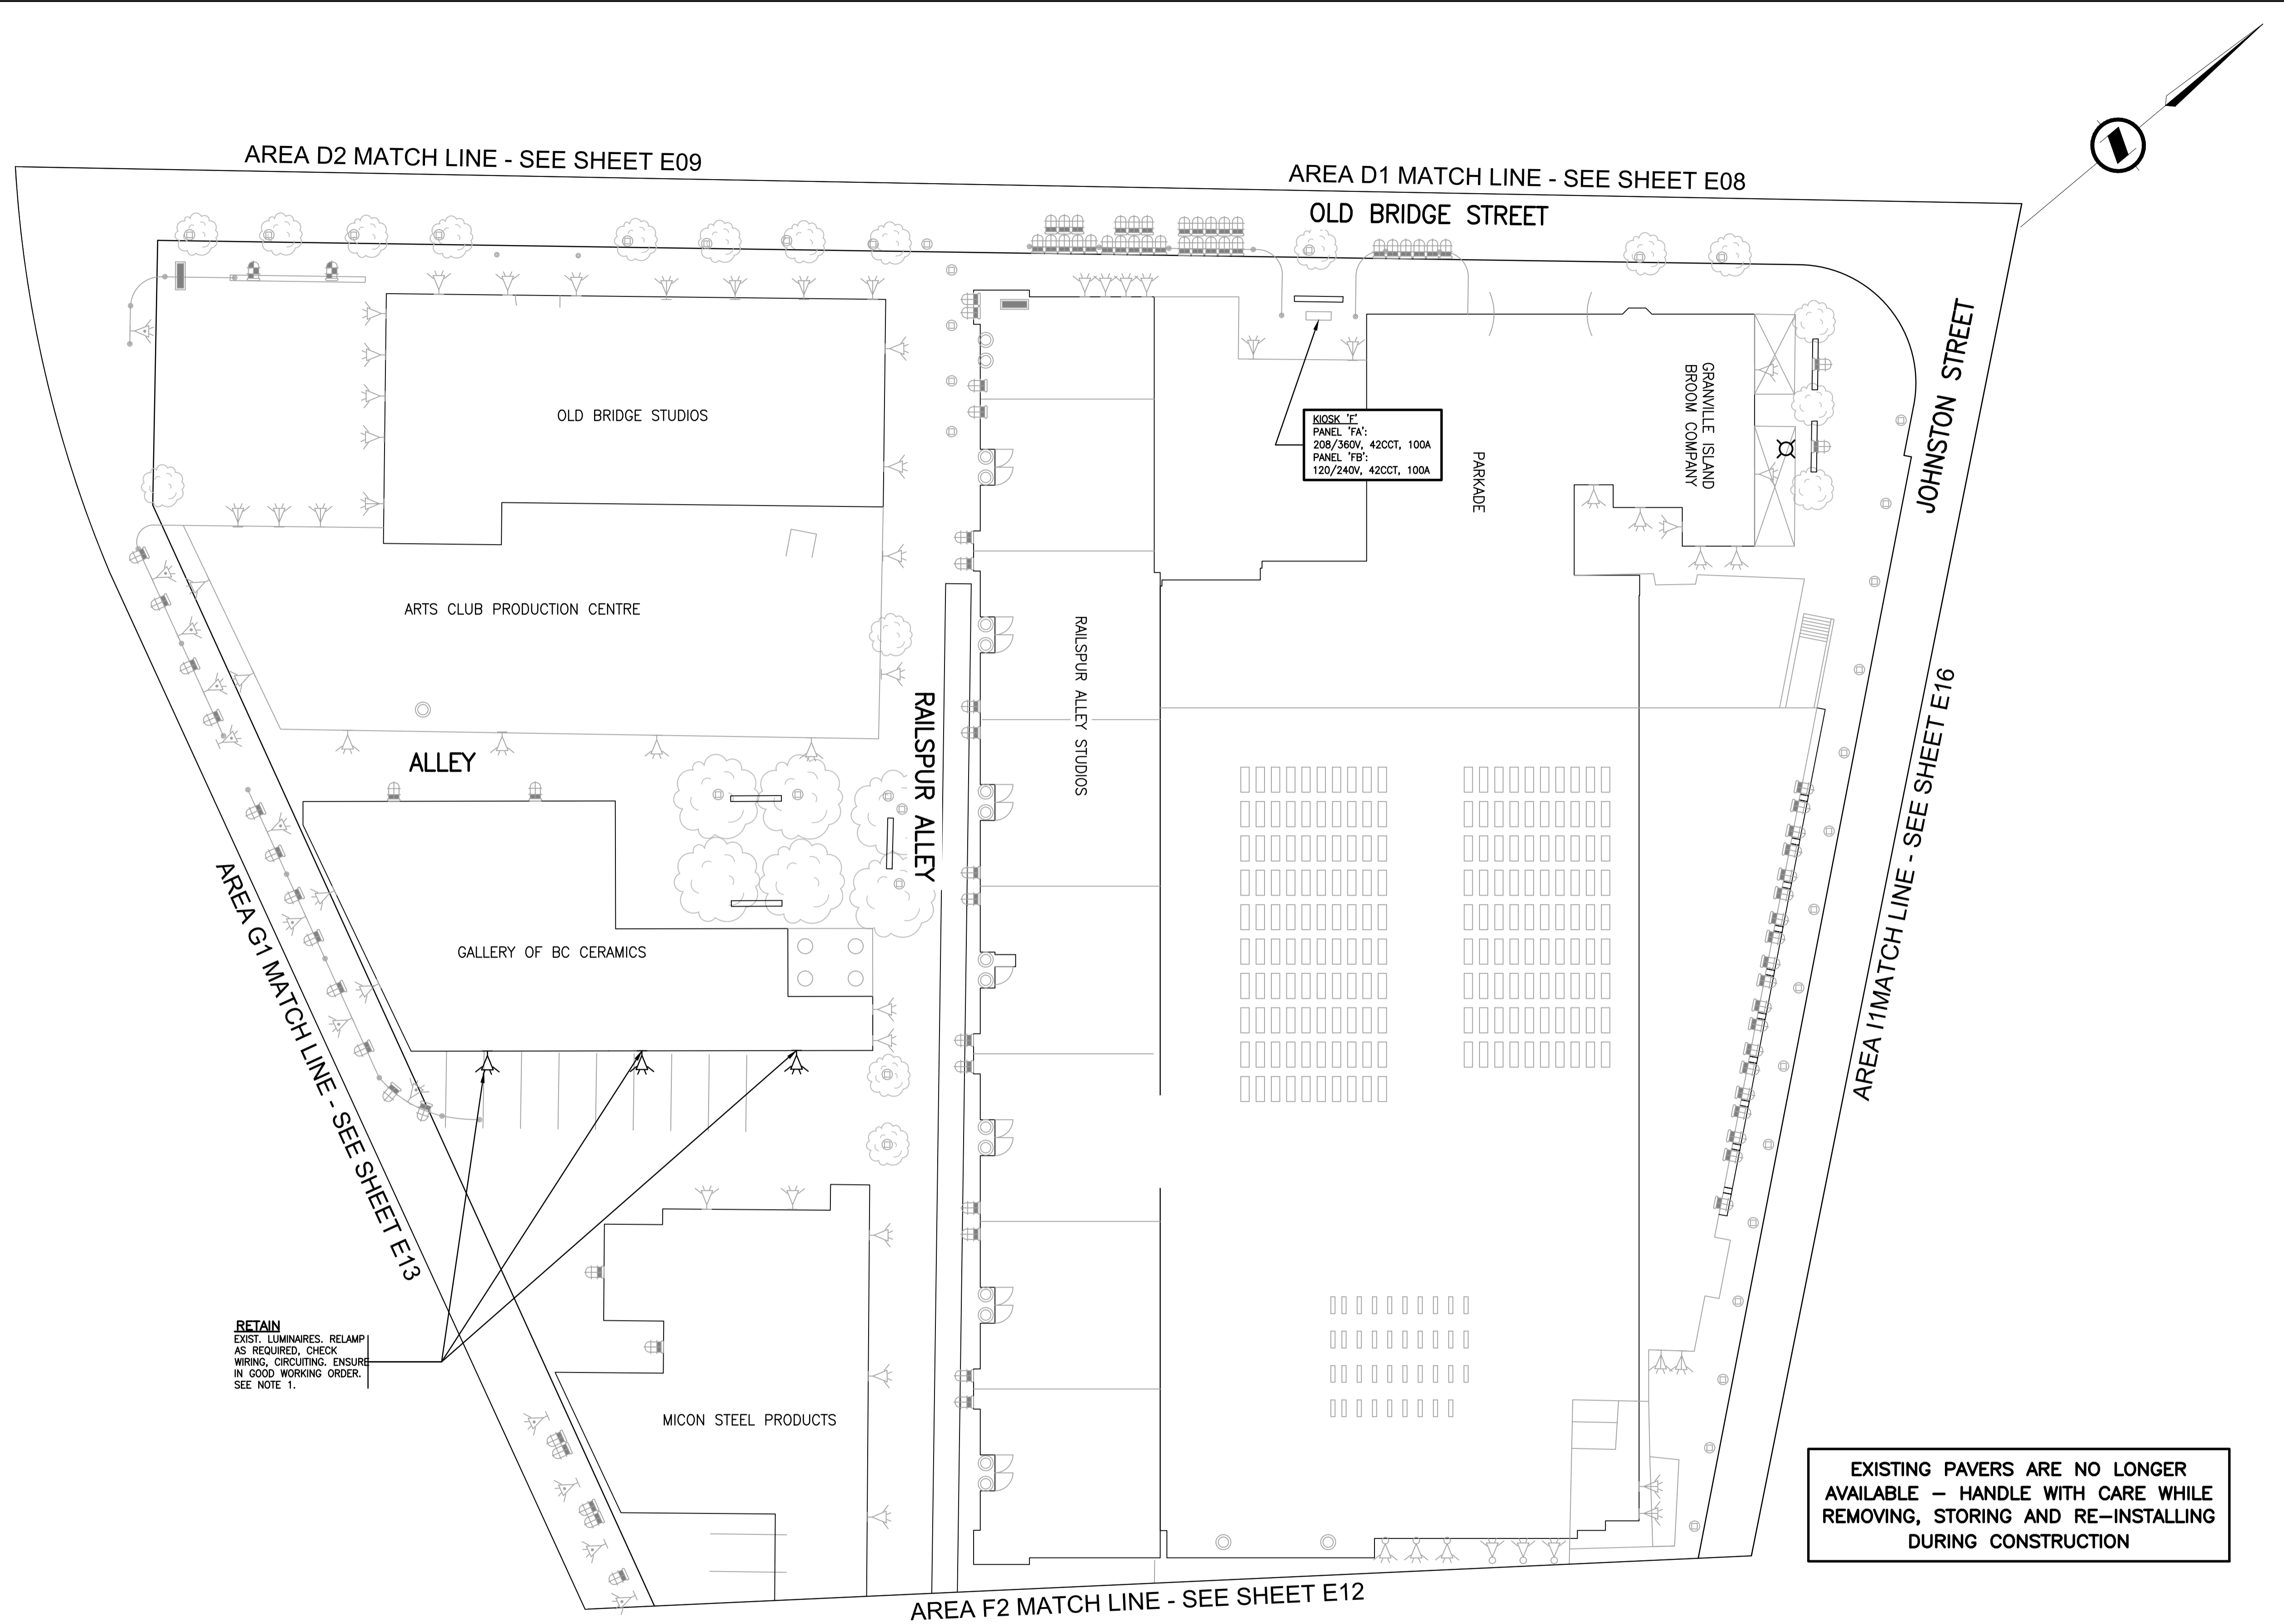 AREA D2 MATCH LINE - SEE SHEET E09
AREA D1 MATCH LINE - SEE SHEET E08
OLD BRIDGE STREET
JOHNSTON STREET
OLD BRIDGE STUDIOS
GRANVILLE ISLAND
BROOM COMPANY
KIOSK 'F'
PANEL 'FA':
208/360V, 42CCT, 100A
PANEL 'FB':
120/240V, 42CCT, 100A
PARKADE
ARTS CLUB PRODUCTION CENTRE
RAILSPUR ALLEY STUDIOS
RAILSPUR ALLEY
ALLEY
AREA I1MATCH LINE - SEE SHEET E16
GALLERY OF BC CERAMICS
AREA G1 MATCH LINE - SEE SHEET E13
RETAIN
EXIST. LUMINAIRES. RELAMP
AS REQUIRED, CHECK
WIRING, CIRCUITING. ENSURE
IN GOOD WORKING ORDER.
SEE NOTE 1.
MICON STEEL PRODUCTS
EXISTING PAVERS ARE NO LONGER
AVAILABLE – HANDLE WITH CARE WHILE
REMOVING, STORING AND RE–INSTALLING
DURING CONSTRUCTION
AREA F2 MATCH LINE - SEE SHEET E12